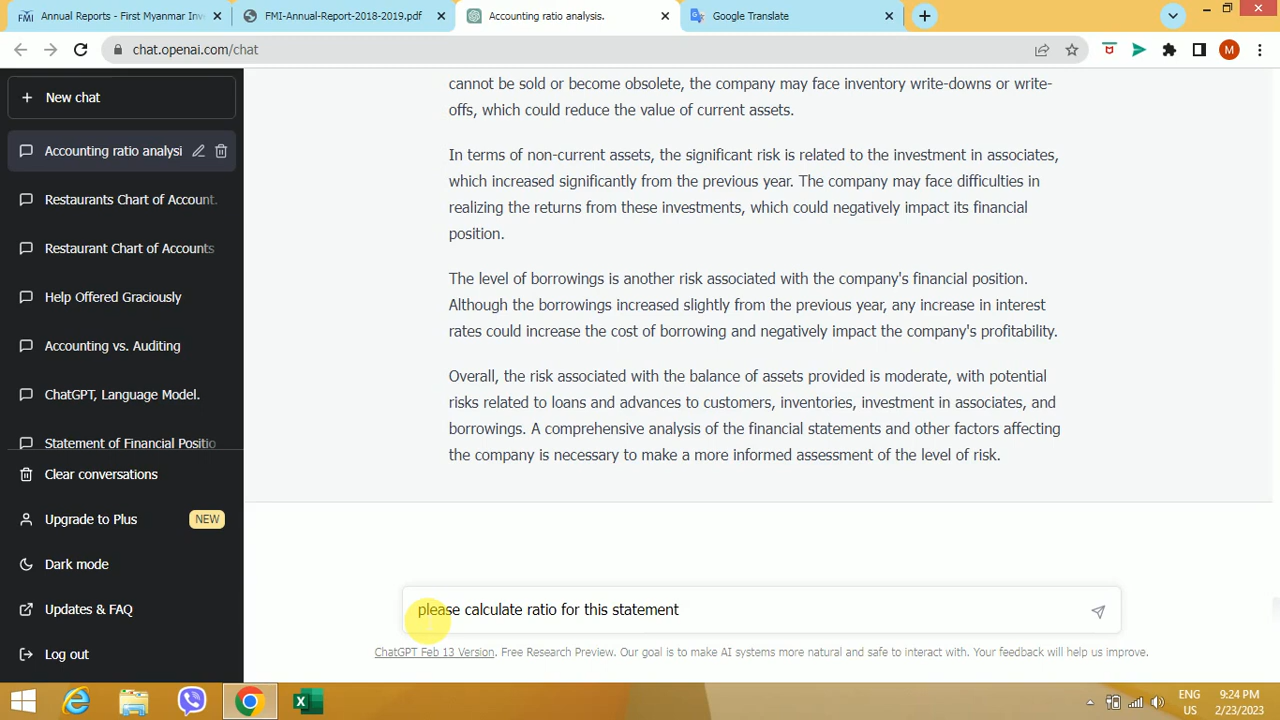 Annual Reports - First Myanmar Inve
FMI-Annual-Report-2018-2019.pdf
Accounting ratio analysis.
Google Translate
chat.openai.com/chat
M
New chat
Accounting ratio analysi
Restaurants Chart of Account.
Restaurant Chart of Accounts
Help Offered Graciously
Accounting vs. Auditing
ChatGPT, Language Model.
Statement of Financial Positio
Clear conversations
Upgrade to Plus NEW
Dark mode
Updates & FAQ
Log out
cannot be sold or become obsolete, the company may face inventory write-downs or write-
offs, which could reduce the value of current assets.
In terms of non-current assets, the significant risk is related to the investment in associates,
which increased significantly from the previous year. The company may face difficulties in
realizing the returns from these investments, which could negatively impact its financial
position.
The level of borrowings is another risk associated with the company's financial position.
Although the borrowings increased slightly from the previous year, any increase in interest
rates could increase the cost of borrowing and negatively impact the company's profitability.
Overall, the risk associated with the balance of assets provided is moderate, with potential
risks related to loans and advances to customers, inventories, investment in associates, and
borrowings. A comprehensive analysis of the financial statements and other factors affecting
the company is necessary to make a more informed assessment of the level of risk.
please calculate ratio for this statement
ChatGPT Feb 13 Version. Free Research Preview. Our goal is to make AI systems more natural and safe to interact with. Your feedback will help us improve.
ENG
US
9:24 PM
2/23/2023